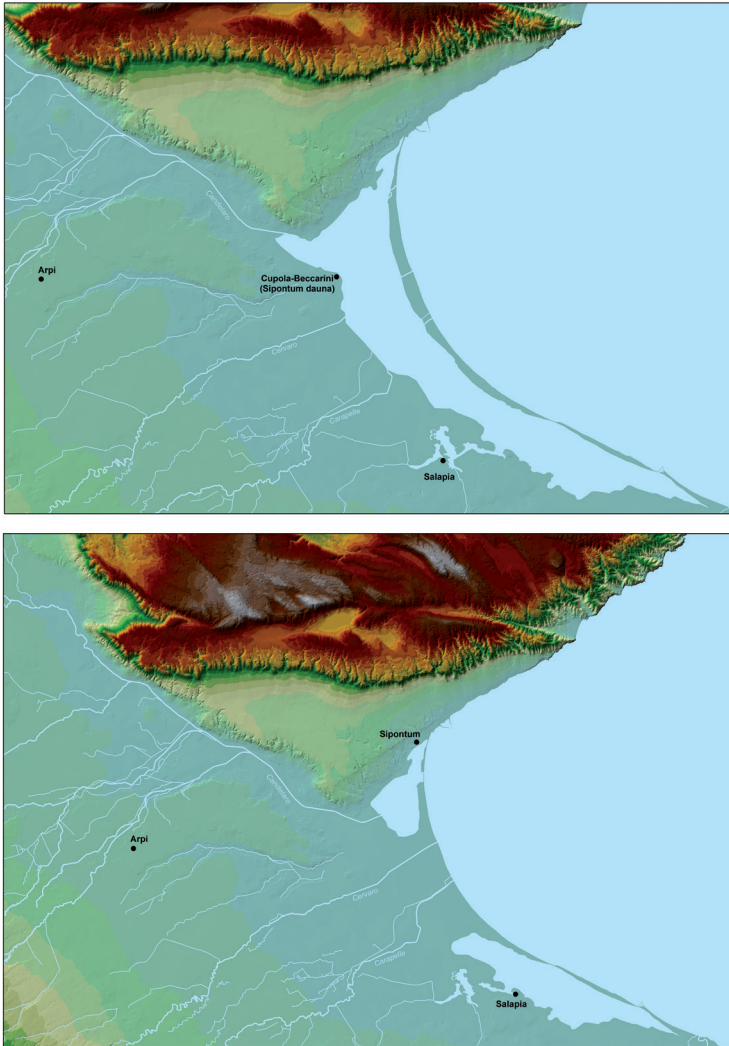 Candelaro
Arpi
Cupola-Beccarini
(Sipontum dauna)
Cervaro
Carapelle
Salapia
Sipontum
Candelaro
Arpi
Cervaro
Carapelle
Salapia